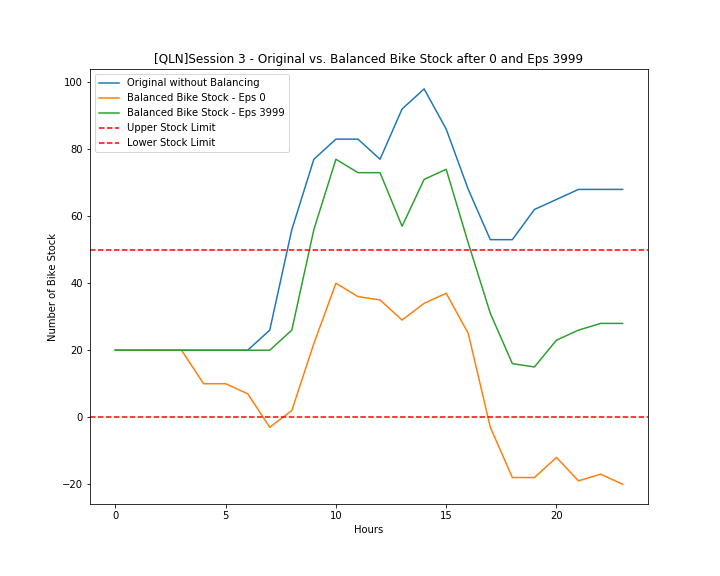 [QLN]Session 3 - Original vs. Balanced Bike Stock after 0 and Eps 3999
Original without Balancing
Balanced Bike Stock - Eps 0
Balanced Bike Stock - Eps 3999
Upper Stock Limit
Lower Stock Limit
Number of Bike Stock
100
80
60
40
20
0
−20
0
5
10
15
20
Hours